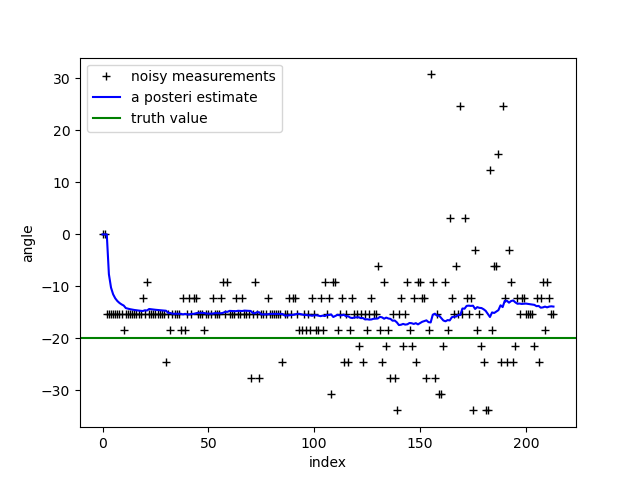 noisy measurements
a posteri estimate
truth value
30
20
10
0
−10
−20
−30
angle
0 50 100 150 200
index